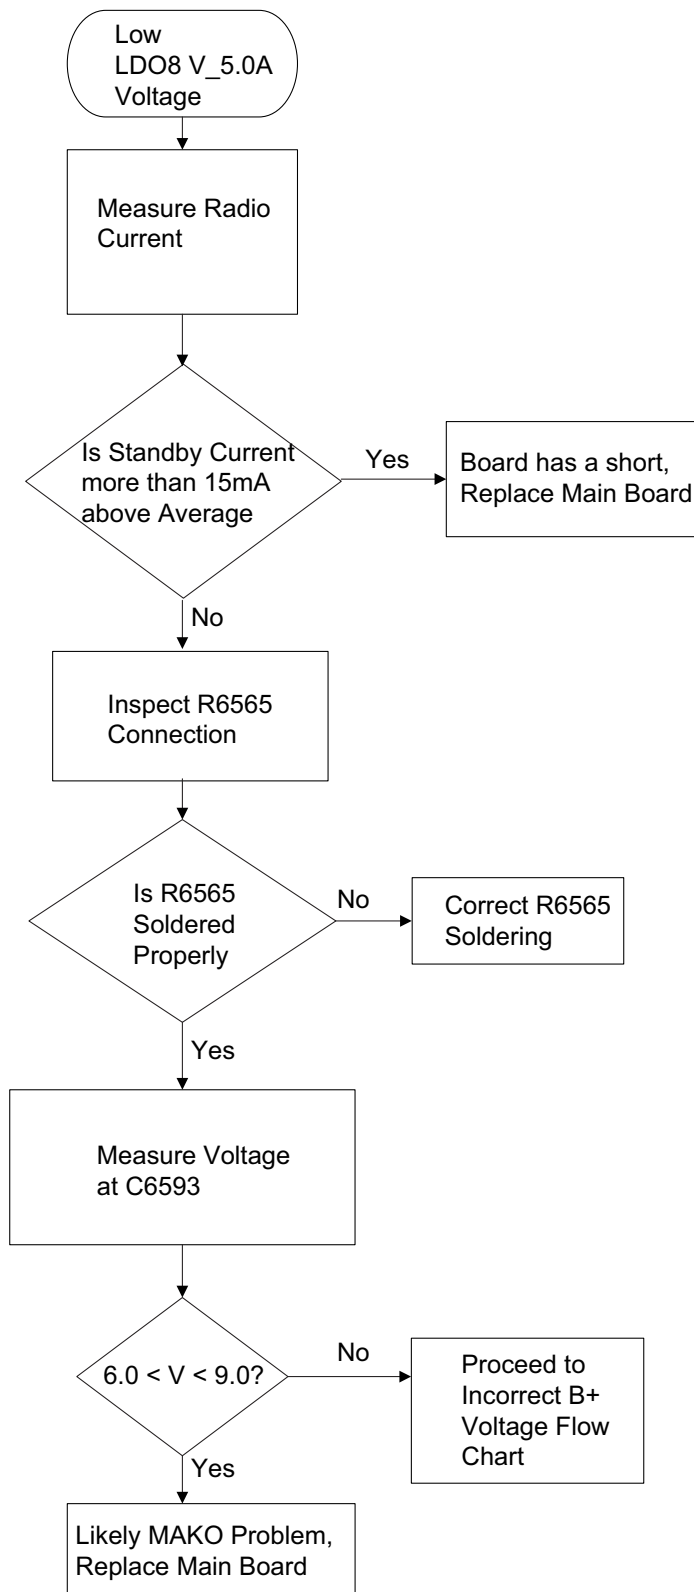 Low
LDO8 V_5.0A
Voltage
Measure Radio
Current
Is Standby Current
more than 15mA
above Average
Yes
Board has a short,
Replace Main Board
No
Inspect R6565
Connection
Is R6565
Soldered
Properly
No
Correct R6565
Soldering
Yes
Measure Voltage
at C6593
6.0 < V < 9.0?
No
Proceed to
Incorrect B+
Voltage Flow
Chart
Yes
Likely MAKO Problem,
Replace Main Board